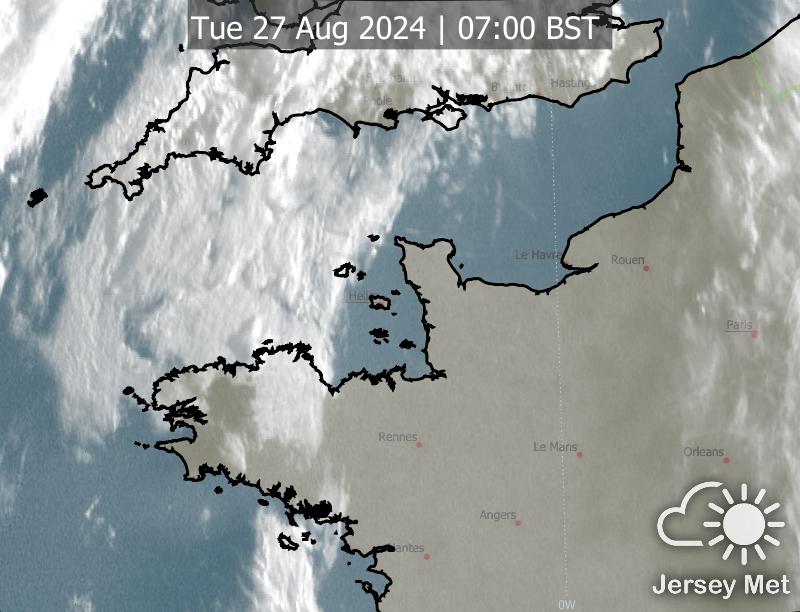 Tue 27 Aug 2024 | 07:00 BST
Hastings
Le Havre
Rouen
Paris
Rennes
Le Mans
Orleans
Angers
Nantes
Jersey Met
0W